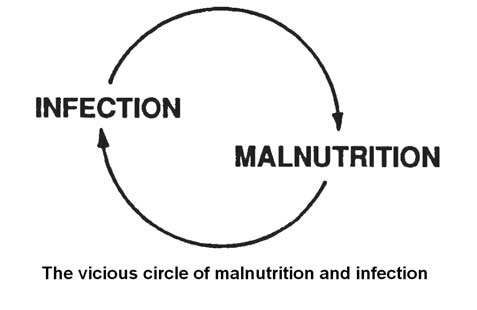 INFECTION
MALNUTRITION
The vicious circle of malnutrition and infection